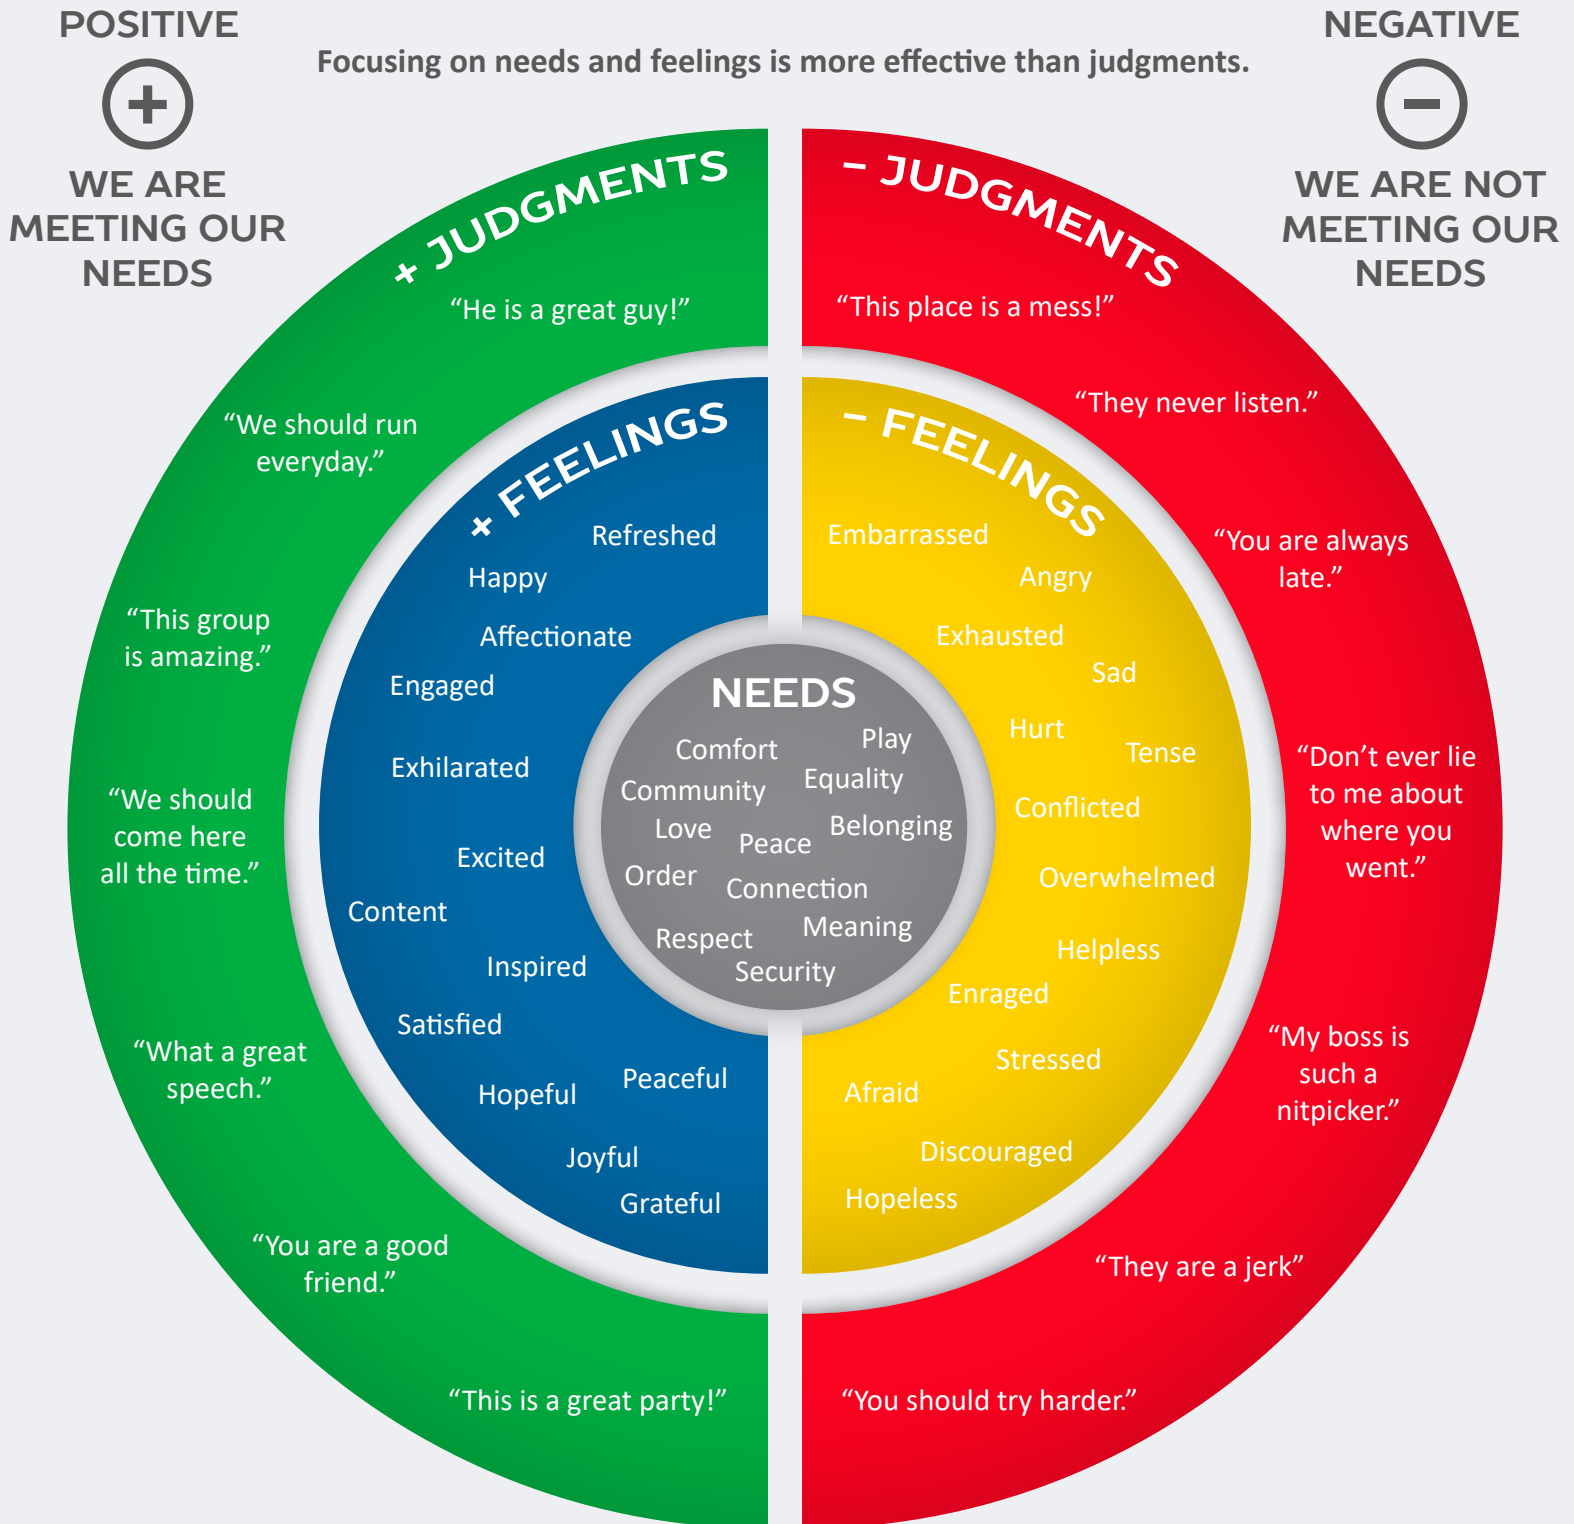 POSITIVE
WE ARE
MEETING OUR
NEEDS
Focusing on needs and feelings is more effective than judgments.
NEGATIVE
WE ARE NOT
MEETING OUR
NEEDS
+ JUDGMENTS
“He is a great guy!”
“We should run
everyday.”
“This group
is amazing.”
“We should
come here
all the time.”
“What a great
speech.”
“You are a good
friend.”
“This is a great party!”
+ FEELINGS
Refreshed
Happy
Affectionate
Engaged
Exhilarated
Excited
Content
Inspired
Satisfied
Peaceful
Hopeful
Joyful
Grateful
NEEDS
Play
Comfort
Equality
Community
Belonging
Love
Peace
Order
Connection
Meaning
Respect
Security
– FEELINGS
Embarrassed
Angry
Exhausted
Sad
Hurt
Tense
Conflicted
Overwhelmed
Helpless
Enraged
Stressed
Afraid
Discouraged
Hopeless
– JUDGMENTS
“This place is a mess!”
“They never listen.”
“You are always
late.”
“Don’t ever lie
to me about
where you
went.”
“My boss is
such a
nitpicker.”
“They are a jerk”
“You should try harder.”